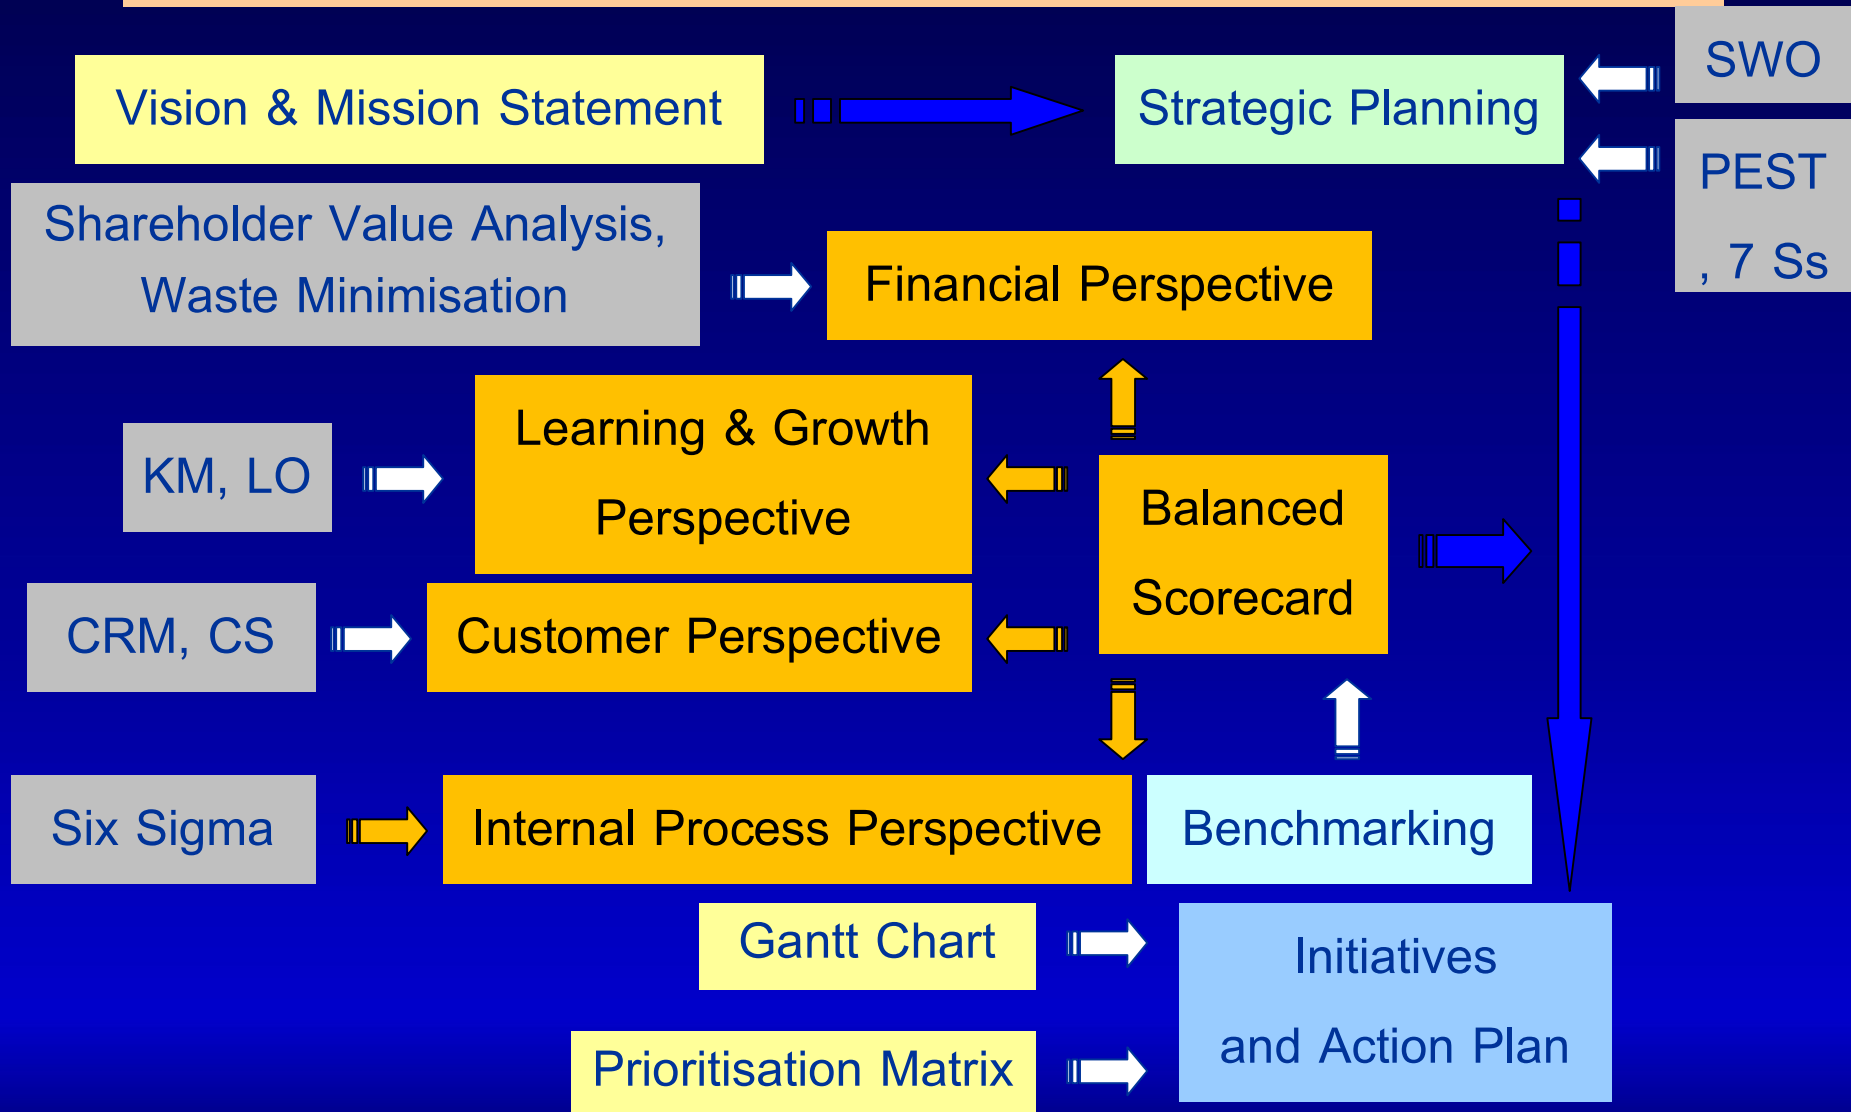 Vision & Mission Statement
Strategic Planning
SWO
PEST
, 7 Ss
Shareholder Value Analysis,
Waste Minimisation
Financial Perspective
KM, LO
Learning & Growth
Perspective
Balanced
Scorecard
CRM, CS
Customer Perspective
Six Sigma
Internal Process Perspective
Benchmarking
Gantt Chart
Initiatives
and Action Plan
Prioritisation Matrix